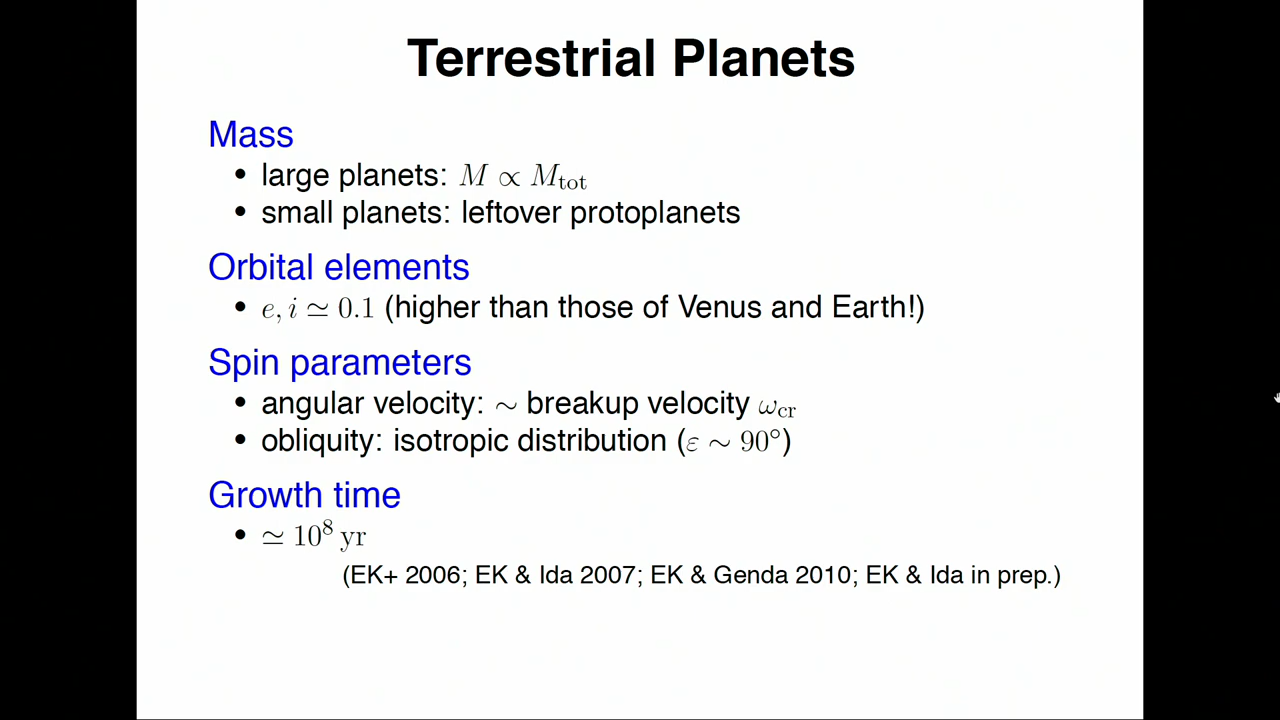 Terrestrial Planets
Mass
• large planets: M ∝ M_tot
• small planets: leftover protoplanets
Orbital elements
• e, i ≃ 0.1 (higher than those of Venus and Earth!)
Spin parameters
• angular velocity: ∼ breakup velocity ω_cr
• obliquity: isotropic distribution (ε ∼ 90°)
Growth time
• ≃ 10^8 yr
(EK+ 2006; EK & Ida 2007; EK & Genda 2010; EK & Ida in prep.)